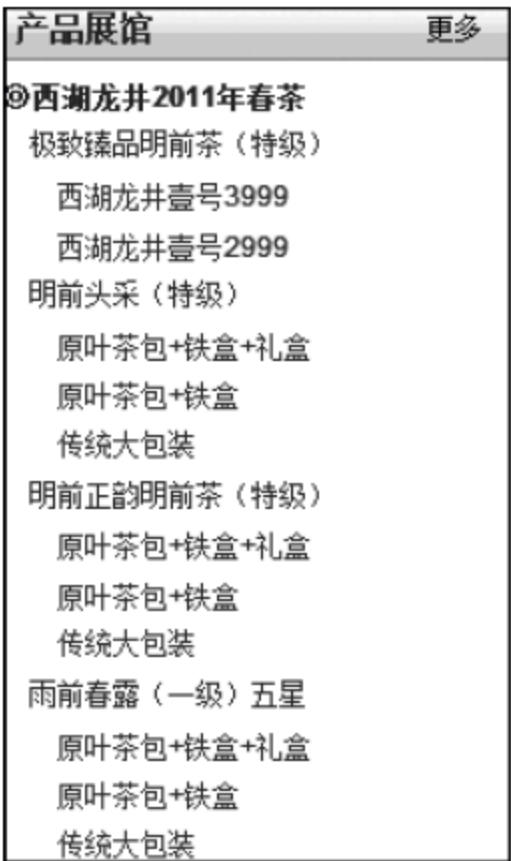 产品展馆 更多
◎西湖龙井2011年春茶
极致臻品明前茶（特级）
西湖龙井壹号3999
西湖龙井壹号2999
明前头采（特级）
原叶茶包+铁盒+礼盒
原叶茶包+铁盒
传统大包装
明前正韵明前茶（特级）
原叶茶包+铁盒+礼盒
原叶茶包+铁盒
传统大包装
雨前春露（一级）五星
原叶茶包+铁盒+礼盒
原叶茶包+铁盒
传统大包装